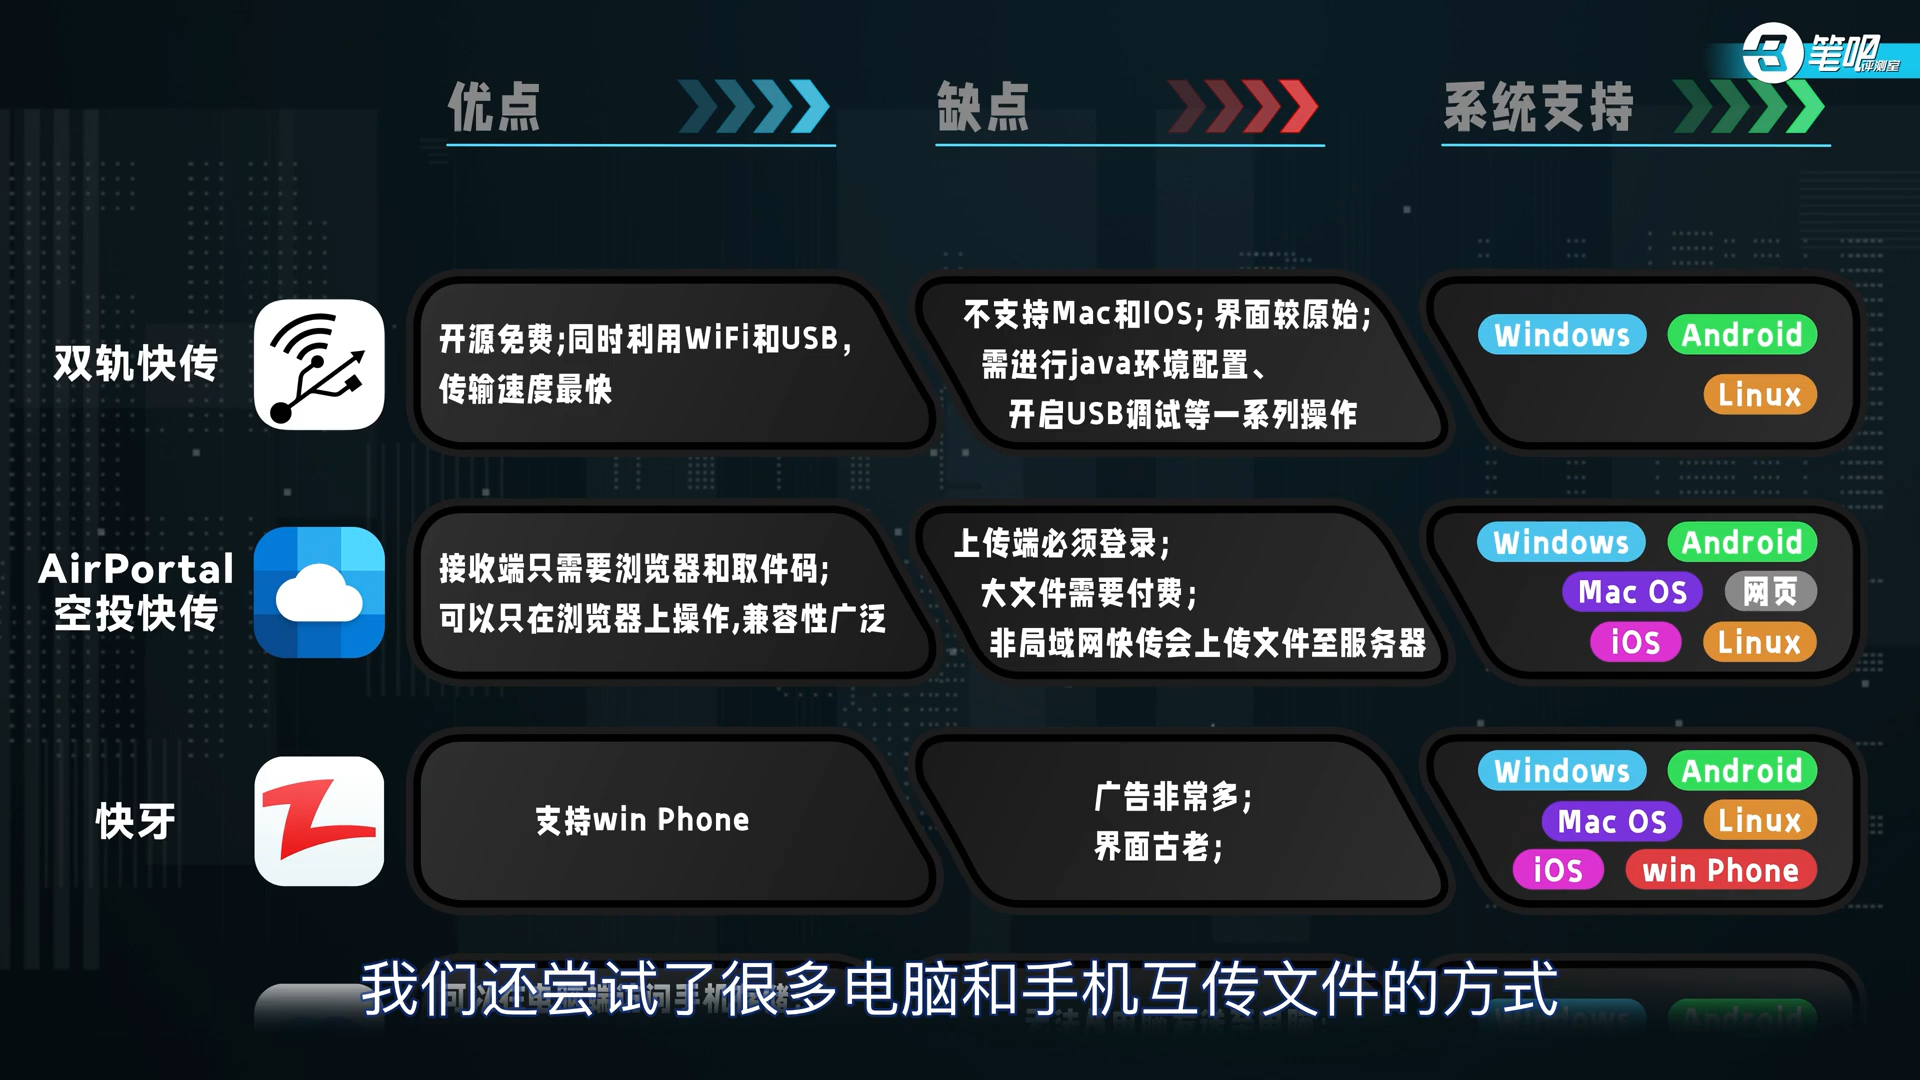 笔吧
评测室
优点
缺点
系统支持
双轨快传
开源免费;同时利用WiFi和USB,
传输速度最快
不支持Mac和IOS; 界面较原始;
需进行java环境配置、
开启USB调试等一系列操作
Windows
Android
Linux
AirPortal
空投快传
接收端只需要浏览器和取件码;
可以只在浏览器上操作,兼容性广泛
上传端必须登录;
大文件需要付费;
非局域网快传会上传文件至服务器
Windows
Android
Mac OS
网页
iOS
Linux
快牙
支持win Phone
广告非常多;
界面古老;
Windows
Android
Mac OS
Linux
iOS
win Phone
我们还尝试了很多电脑和手机互传文件的方式
Windows
Android